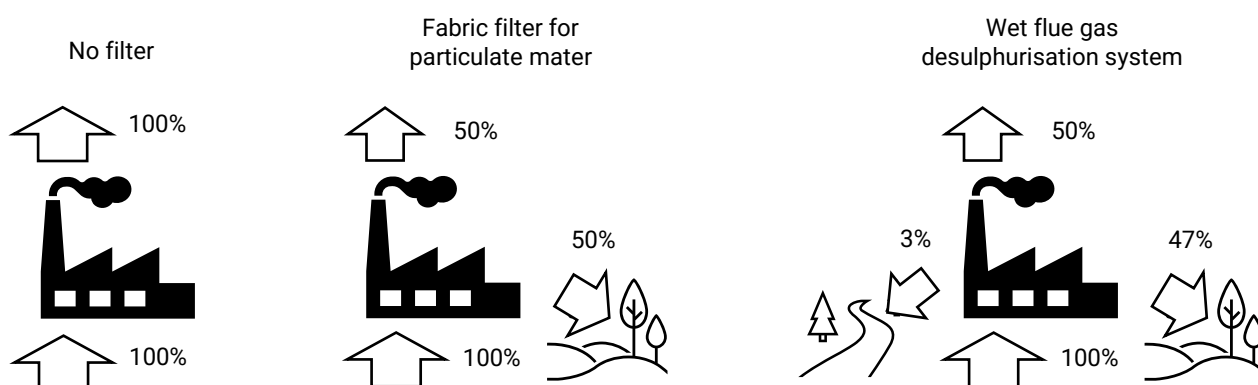 No filter
100%
100%
Fabric filter for
particulate mater
50%
50%
100%
Wet flue gas
desulphurisation system
50%
3%
47%
100%